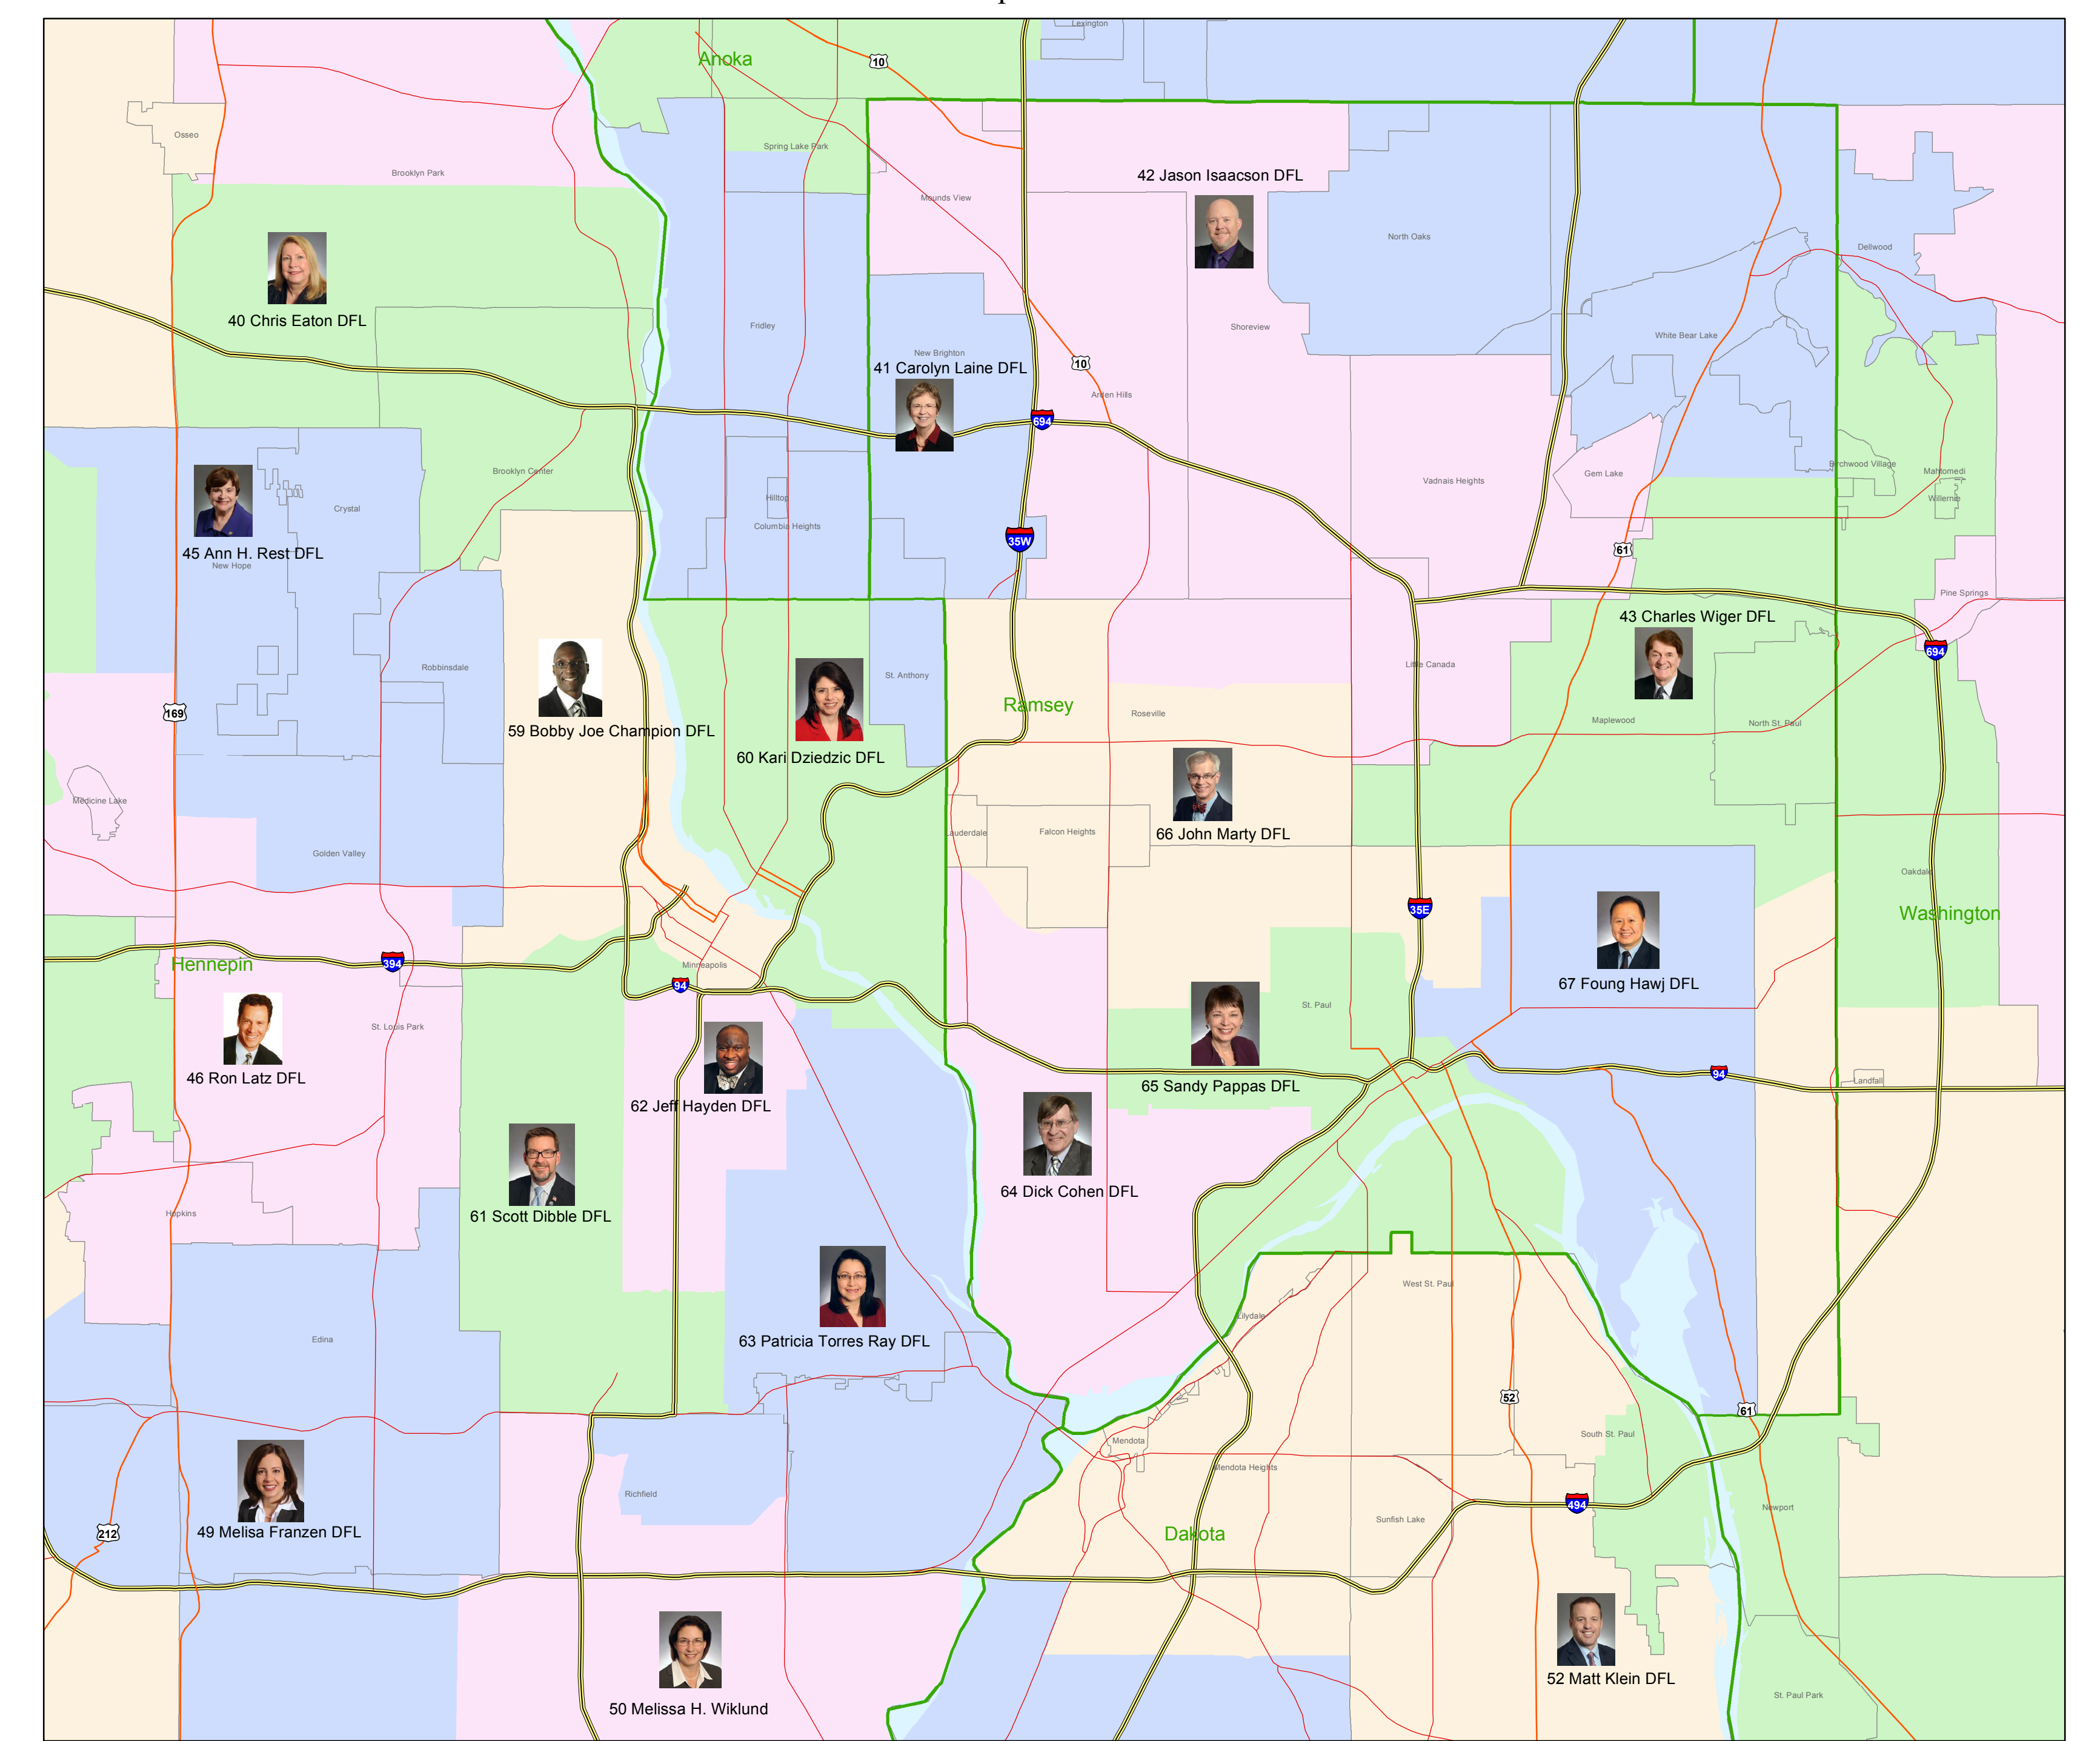 Lexington
Anoka
10
Osseo
Spring Lake Park
Brooklyn Park
42 Jason Isaacson DFL
Mounds View
North Oaks
Dellwood
40 Chris Eaton DFL
Fridley
Shoreview
White Bear Lake
New Brighton
41 Carolyn Laine DFL
10
Arden Hills
694
Brooklyn Center
Birchwood Village
Mahtomedi
Gem Lake
Vadnais Heights
Hilltop
Willernie
Crystal
Columbia Heights
35W
45 Ann H. Rest DFL
New Hope
61
Pine Springs
43 Charles Wiger DFL
694
Little Canada
Robbinsdale
St. Anthony
Ramsey
169
Roseville
Maplewood
North St. Paul
59 Bobby Joe Champion DFL
60 Kari Dziedzic DFL
Medicine Lake
Lauderdale
Falcon Heights
66 John Marty DFL
Golden Valley
Oakdale
35E
Washington
394
Hennepin
Minneapolis
94
67 Foung Hawj DFL
St. Paul
St. Louis Park
94
46 Ron Latz DFL
Landfall
65 Sandy Pappas DFL
62 Jeff Hayden DFL
64 Dick Cohen DFL
Hopkins
61 Scott Dibble DFL
West St. Paul
Lilydale
Edina
63 Patricia Torres Ray DFL
52
61
South St. Paul
Mendota
Mendota Heights
Richfield
494
Newport
Sunfish Lake
212
49 Melisa Franzen DFL
Dakota
52 Matt Klein DFL
St. Paul Park
50 Melissa H. Wiklund